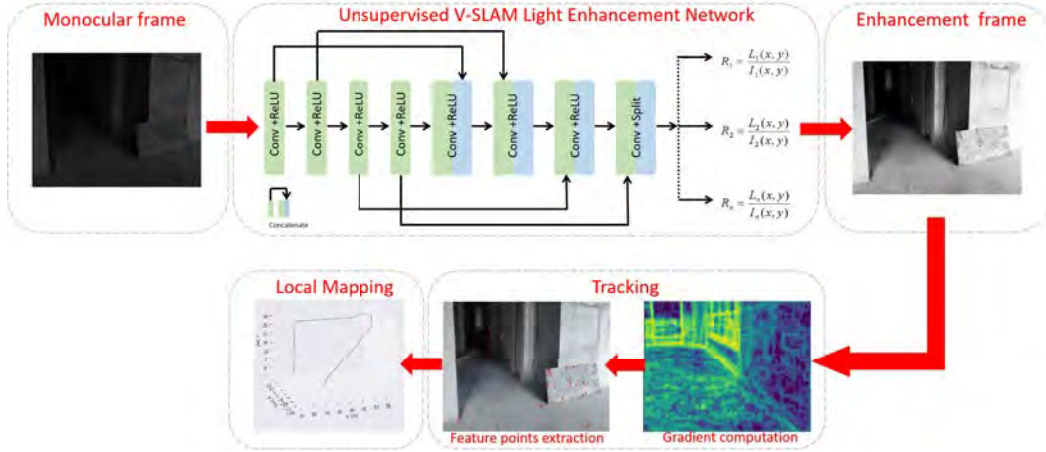 Monocular frame
Unsupervised V-SLAM Light Enhancement Network
Enhancement frame
Conv +ReLU
Conv +ReLU
Conv +ReLU
Conv +ReLU
Conv +ReLU
Conv +ReLU
Conv +ReLU
Conv +Split
Concatenate
R₁ = L₁(x, y) / I₁(x, y)
R₂ = L₂(x, y) / I₂(x, y)
Rₙ = Lₙ(x, y) / Iₙ(x, y)
Local Mapping
Tracking
Feature points extraction
Gradient computation